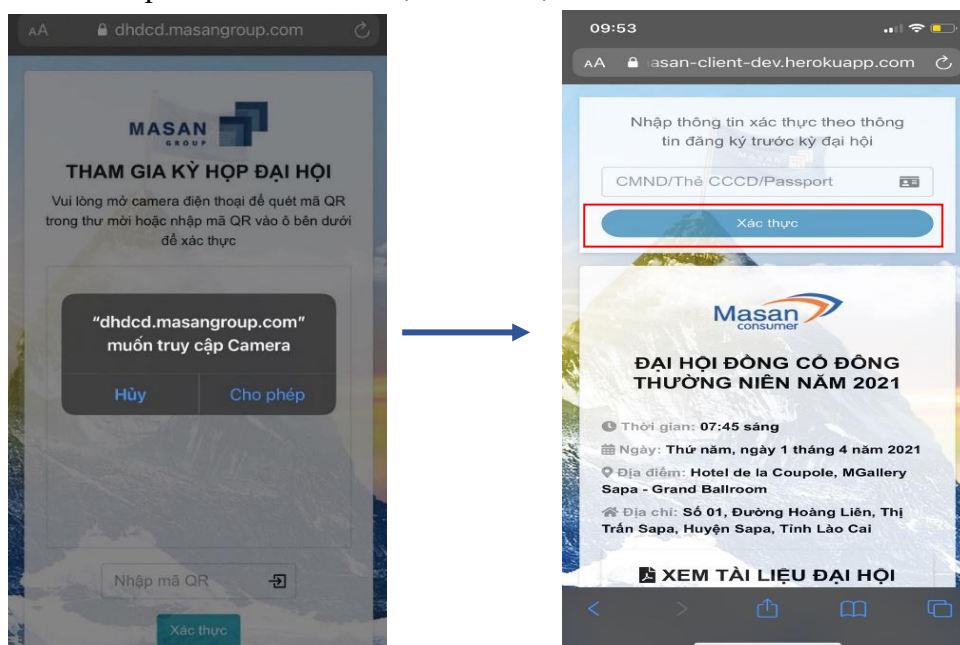 AA dhdcd.masangroup.com
MASAN
GROUP
THAM GIA KỲ HỌP ĐẠI HỘI
Vui lòng mở camera điện thoại để quét mã QR
trong thư mời hoặc nhập mã QR vào ô bên dưới
để xác thực
"dhdcd.masangroup.com"
muốn truy cập Camera
Hủy Cho phép
Nhập mã QR
Xác thực
09:53
AA asan-client-dev.herokuapp.com
Nhập thông tin xác thực theo thông
tin đăng ký trước kỳ đại hội
CMND/Thẻ CCCD/Passport
Xác thực
Masan
consumer
ĐẠI HỘI ĐỒNG CỔ ĐÔNG
THƯỜNG NIÊN NĂM 2021
Thời gian: 07:45 sáng
Ngày: Thứ năm, ngày 1 tháng 4 năm 2021
Địa điểm: Hotel de la Coupole, MGallery
Sapa - Grand Ballroom
Địa chỉ: Số 01, Đường Hoàng Liên, Thị
Trấn Sapa, Huyện Sapa, Tỉnh Lào Cai
XEM TÀI LIỆU ĐẠI HỘI